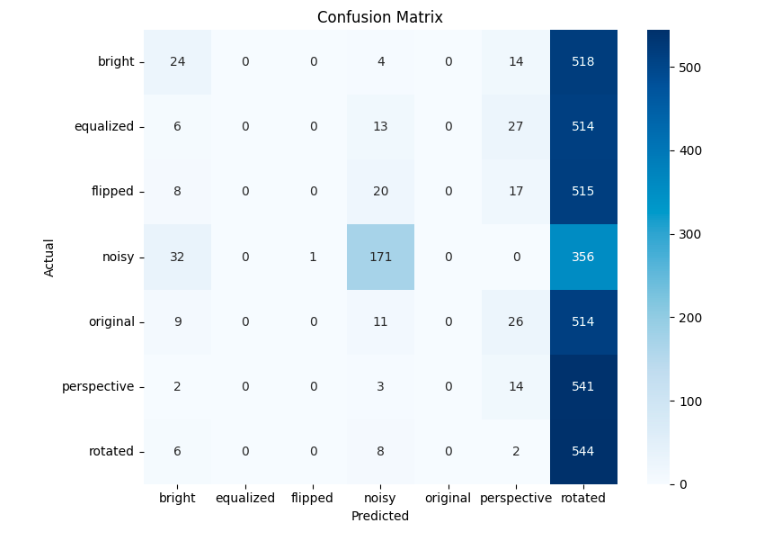 Confusion Matrix
Actual
bright 24 0 0 4 0 14 518
equalized 6 0 0 13 0 27 514
flipped 8 0 0 20 0 17 515
noisy 32 0 1 171 0 0 356
original 9 0 0 11 0 26 514
perspective 2 0 0 3 0 14 541
rotated 6 0 0 8 0 2 544
bright equalized flipped noisy original perspective rotated
Predicted
500
400
300
200
100
0